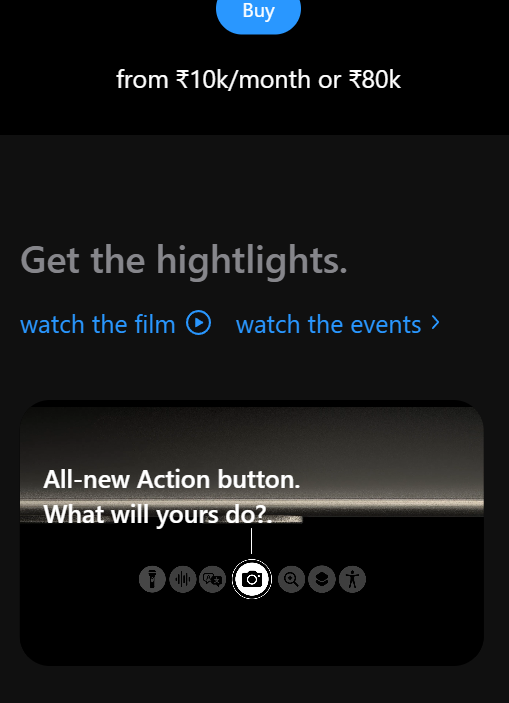 Buy
from ₹10k/month or ₹80k
Get the hightlights.
watch the film
watch the events
All-new Action button.
What will yours do?.